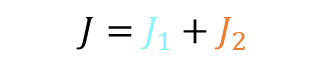 J = J₁ + J₂